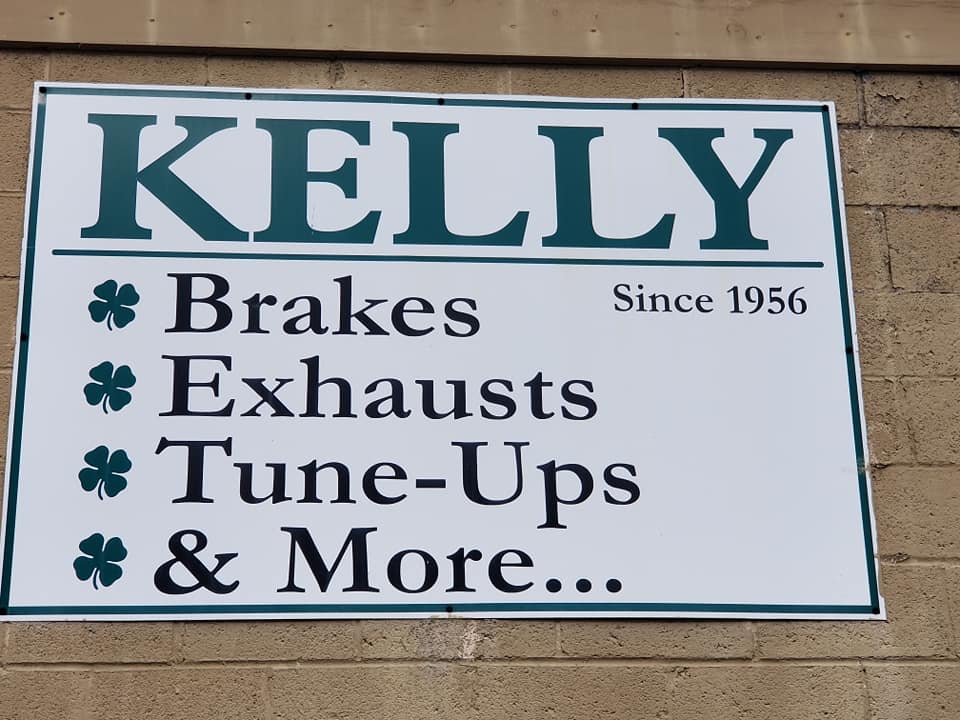 KELLY
Since 1956
Brakes
Exhausts
Tune-Ups
& More...